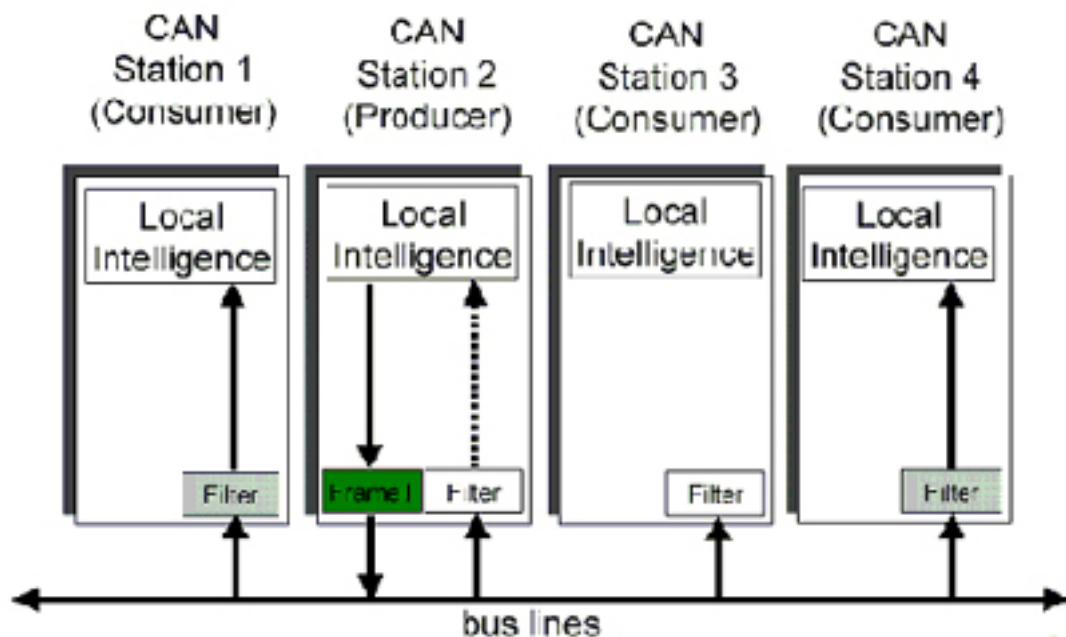 CAN
Station 1
(Consumer)
CAN
Station 2
(Producer)
CAN
Station 3
(Consumer)
CAN
Station 4
(Consumer)
Local
Intelligence
Local
Intelligence
Local
Intelligence
Local
Intelligence
Filter
Frame I
Filter
Filter
Filter
bus lines